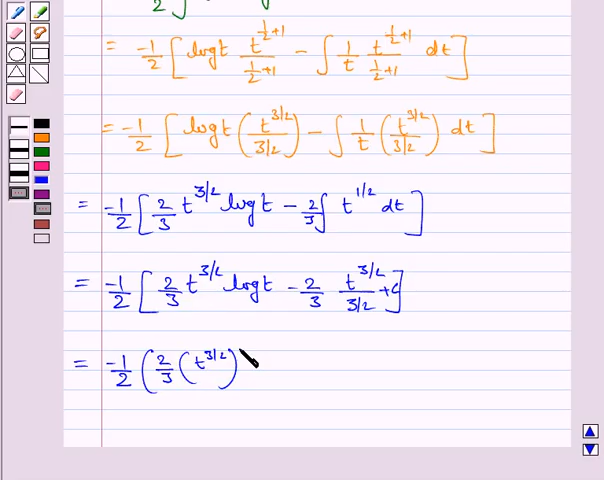 2 ∫
= -1/2 [ log t t^(1/2+1)/(1/2+1) - ∫ 1/t t^(1/2+1)/(1/2+1) dt ]
= -1/2 [ log t (t^(3/2)/(3/2)) - ∫ 1/t (t^(3/2)/(3/2)) dt ]
= -1/2 [ 2/3 t^(3/2) log t - 2/3 ∫ t^(1/2) dt ]
= -1/2 [ 2/3 t^(3/2) log t - 2/3 t^(3/2)/(3/2) + C ]
= -1/2 ( 2/3 ( t^(3/2) )